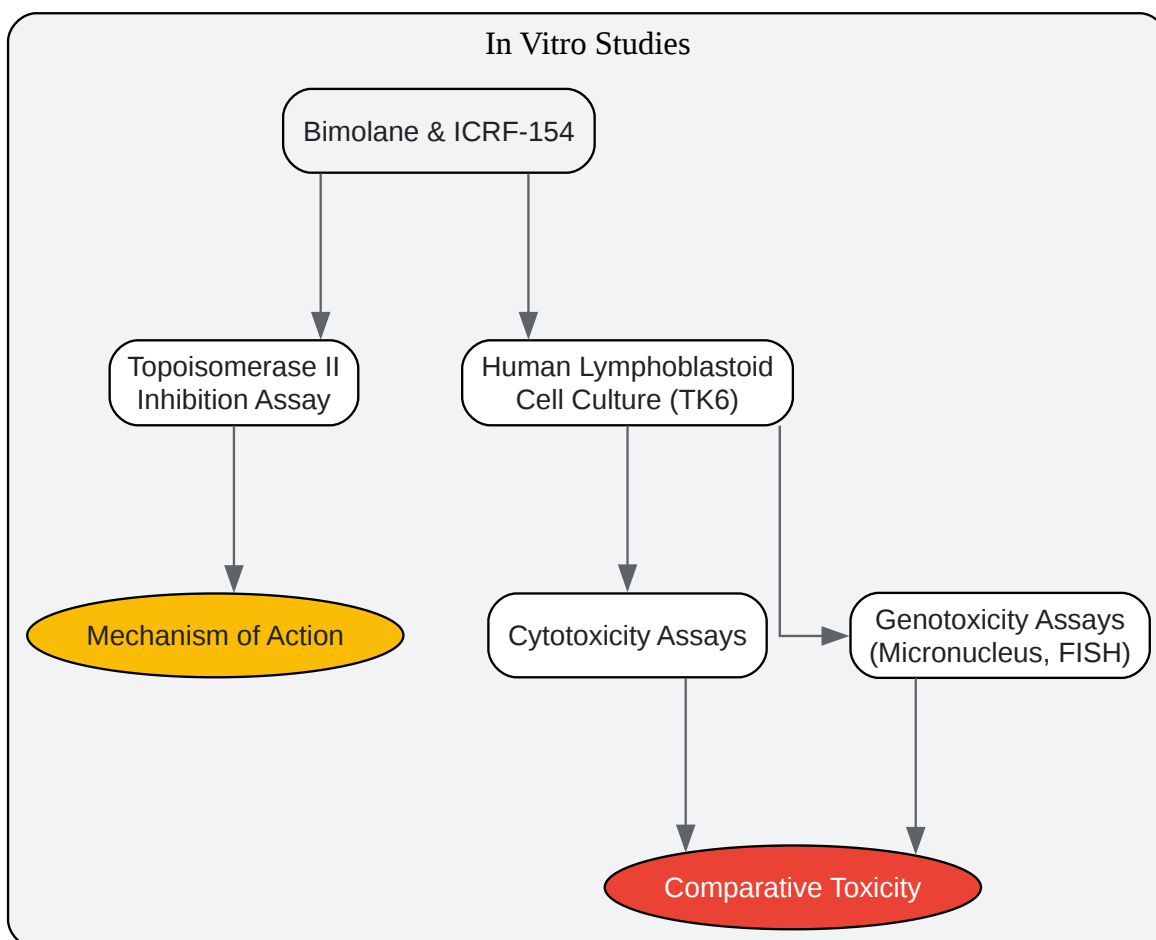 In Vitro Studies
Bimolane & ICRF-154
Topoisomerase II
Inhibition Assay
Human Lymphoblastoid
Cell Culture (TK6)
Mechanism of Action
Cytotoxicity Assays
Genotoxicity Assays
(Micronucleus, FISH)
Comparative Toxicity